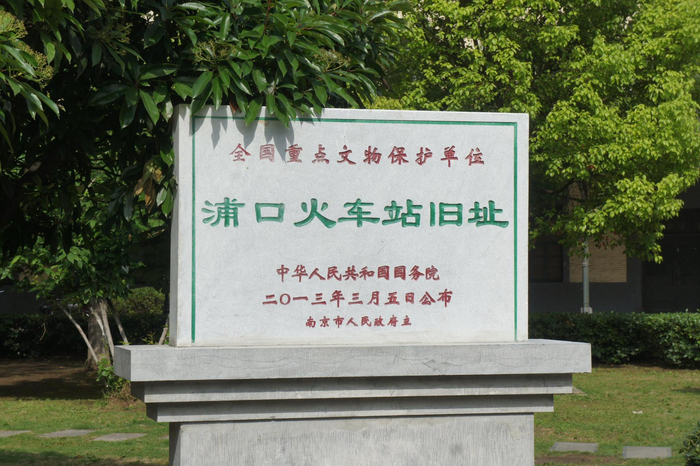 全国重点文物保护单位
浦口火车站旧址
中华人民共和国国务院
二〇一三年三月五日公布
南京市人民政府立